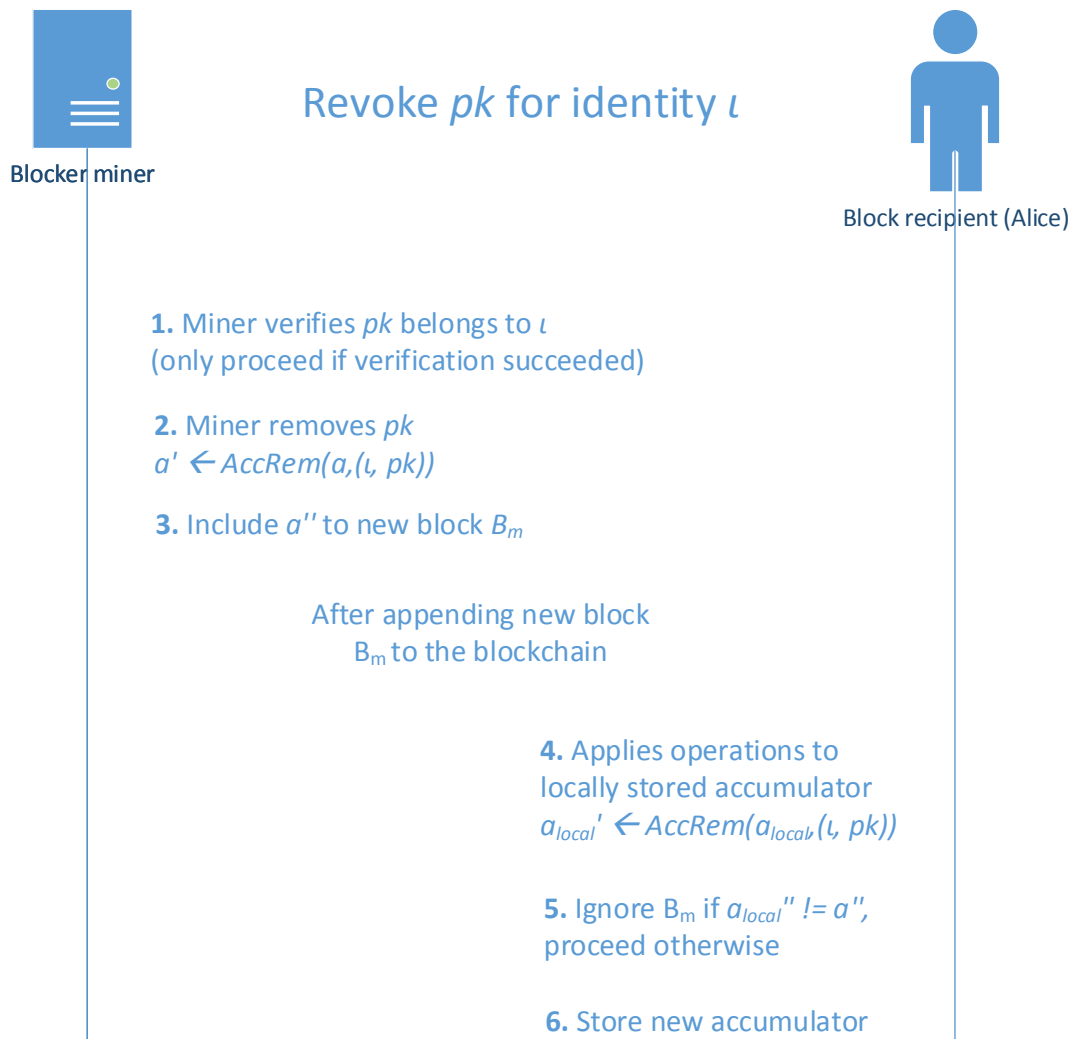 Revoke pk for identity ι
Blocker miner
Block recipient (Alice)
1. Miner verifies pk belongs to ι
(only proceed if verification succeeded)
2. Miner removes pk
a' ← AccRem(a,(ι, pk))
3. Include a'' to new block Bm
After appending new block
Bm to the blockchain
4. Applies operations to
locally stored accumulator
alocal' ← AccRem(alocal,(ι, pk))
5. Ignore Bm if alocal'' != a'',
proceed otherwise
6. Store new accumulator